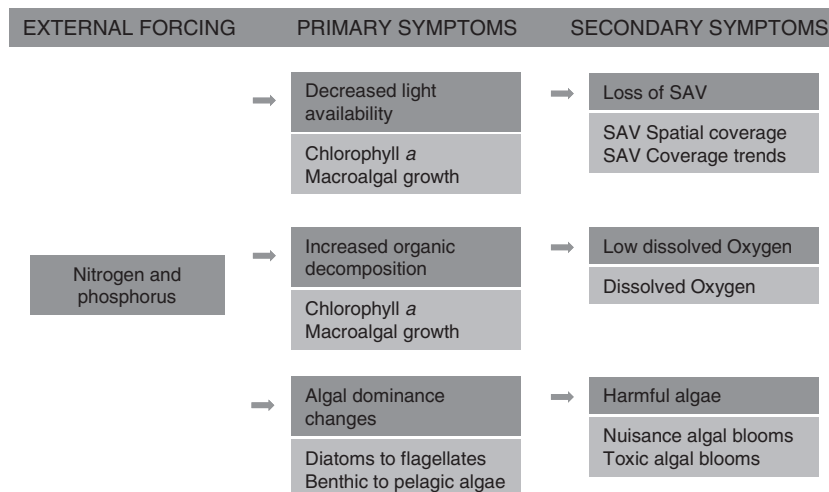 EXTERNAL FORCING
PRIMARY SYMPTOMS
SECONDARY SYMPTOMS
Nitrogen and
phosphorus
Decreased light
availability
Chlorophyll a
Macroalgal growth
Loss of SAV
SAV Spatial coverage
SAV Coverage trends
Increased organic
decomposition
Chlorophyll a
Macroalgal growth
Low dissolved Oxygen
Dissolved Oxygen
Algal dominance
changes
Diatoms to flagellates
Benthic to pelagic algae
Harmful algae
Nuisance algal blooms
Toxic algal blooms